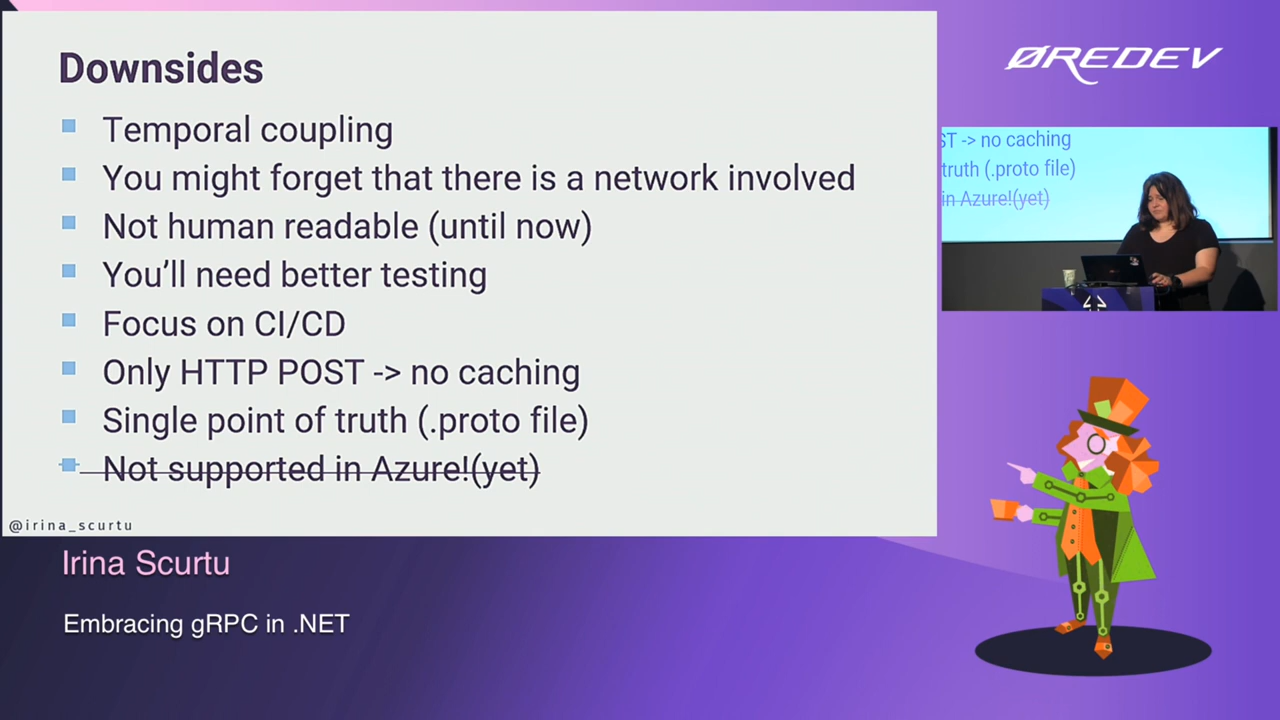 Downsides
Temporal coupling
You might forget that there is a network involved
Not human readable (until now)
You’ll need better testing
Focus on CI/CD
Only HTTP POST -> no caching
Single point of truth (.proto file)
Not supported in Azure!(yet)
@irina_scurtu
ØREDEV
ST -> no caching
truth (.proto file)
in Azure!(yet)
Irina Scurtu
Embracing gRPC in .NET